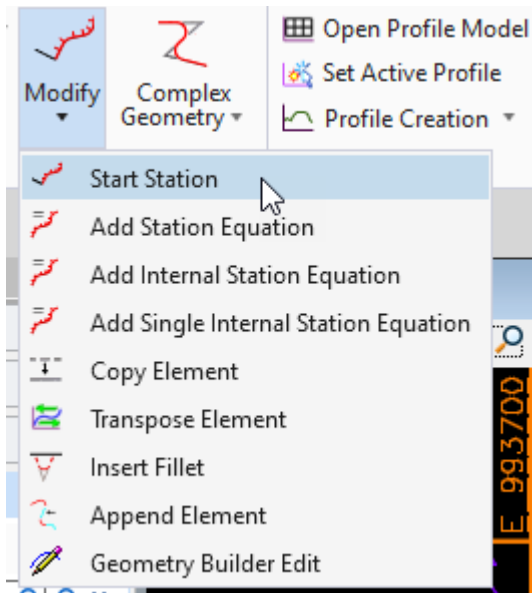 Modify
Complex
Geometry
Open Profile Model
Set Active Profile
Profile Creation
Start Station
Add Station Equation
Add Internal Station Equation
Add Single Internal Station Equation
Copy Element
Transpose Element
Insert Fillet
Append Element
Geometry Builder Edit
E 993700